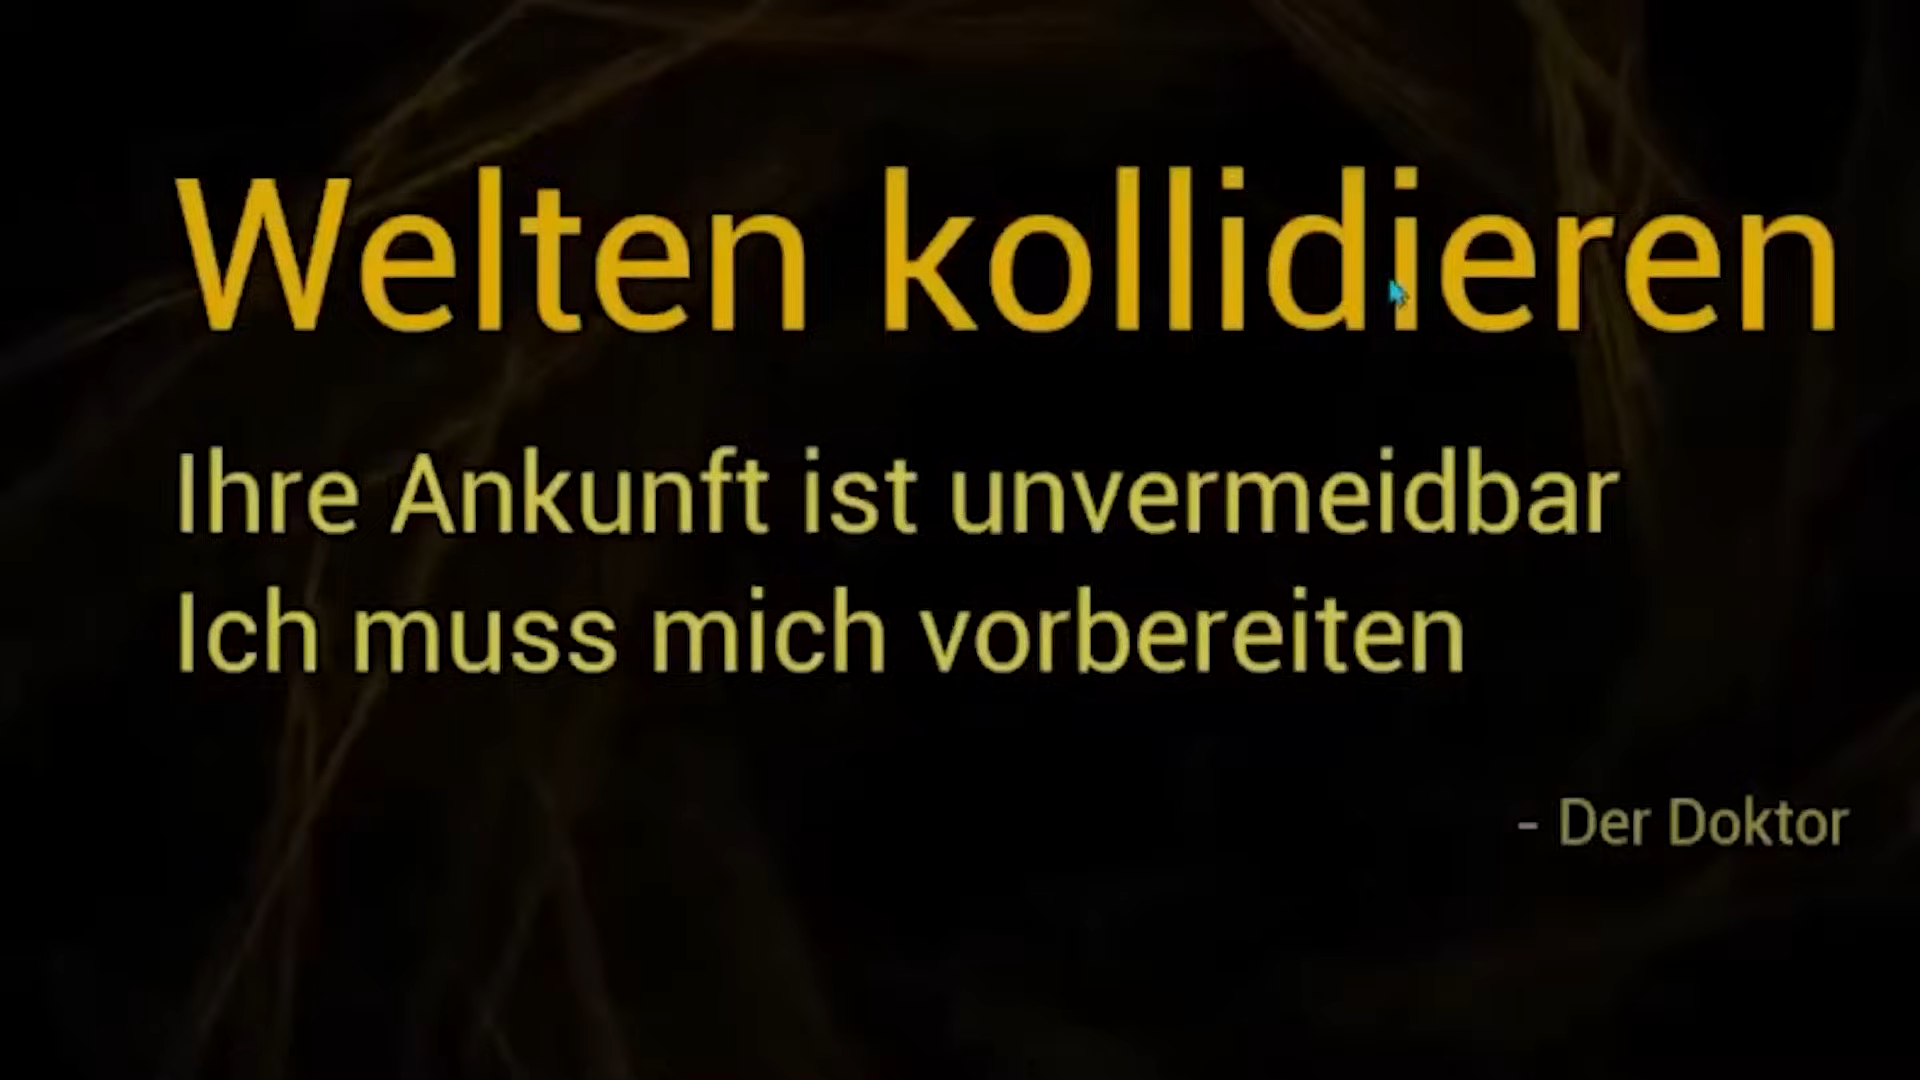 Welten kollidieren
Ihre Ankunft ist unvermeidbar
Ich muss mich vorbereiten
- Der Doktor